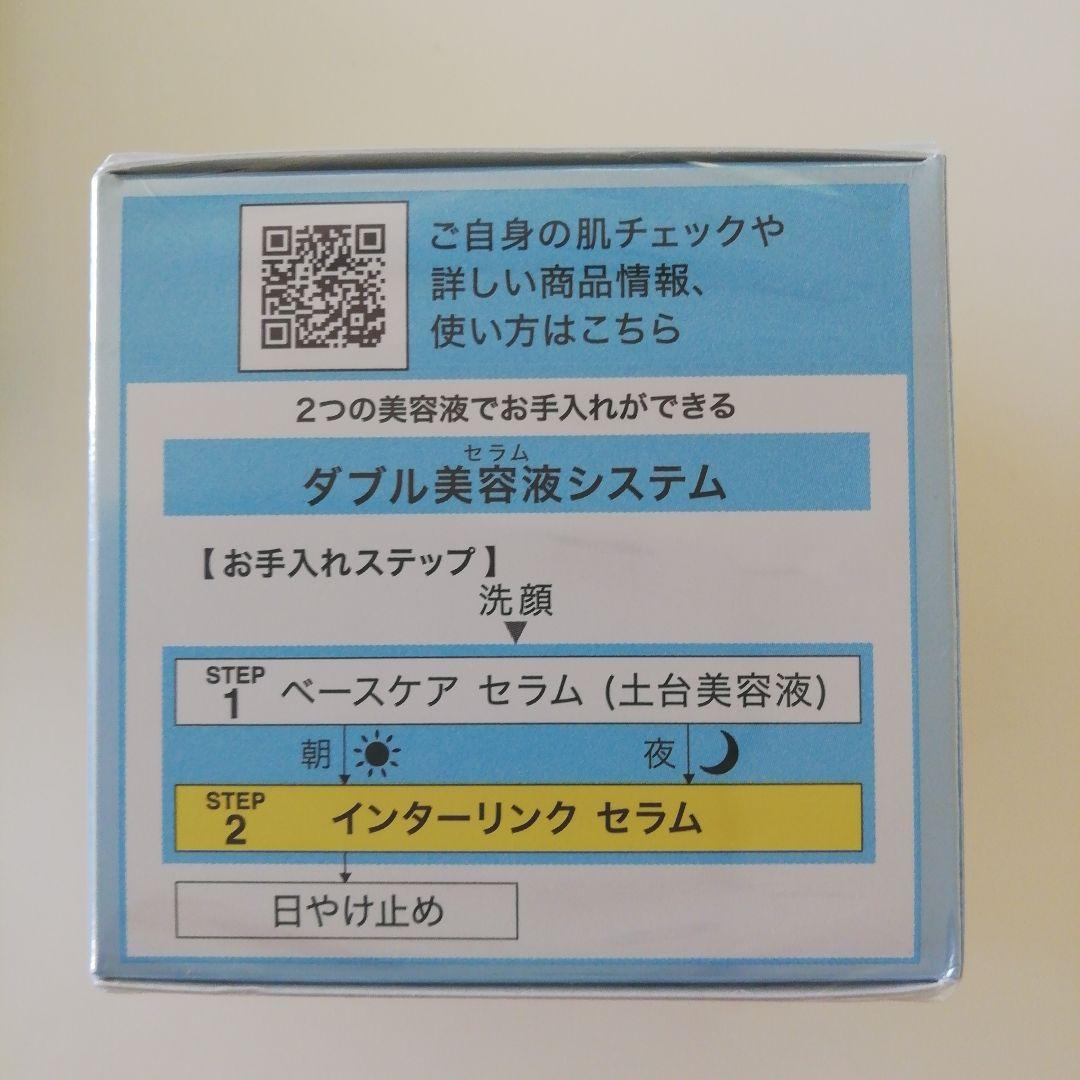 ご自身の肌チェックや
詳しい商品情報、
使い方はこちら
2つの美容液でお手入れができる
セラム
ダブル美容液システム
【お手入れステップ】
洗顔
STEP 1 ベースケア セラム (土台美容液)
朝 夜
STEP 2 インターリンク セラム
日やけ止め